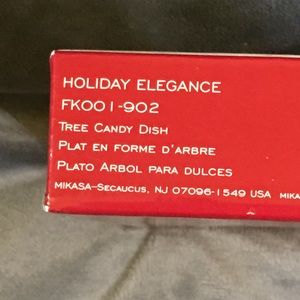 HOLIDAY ELEGANCE
FK001-902
TREE CANDY DISH
PLAT EN FORME D'ARBRE
PLATO ARBOL PARA DULCES
MIKASA—SECAUCUS, NJ 07096-1549 USA MIKA